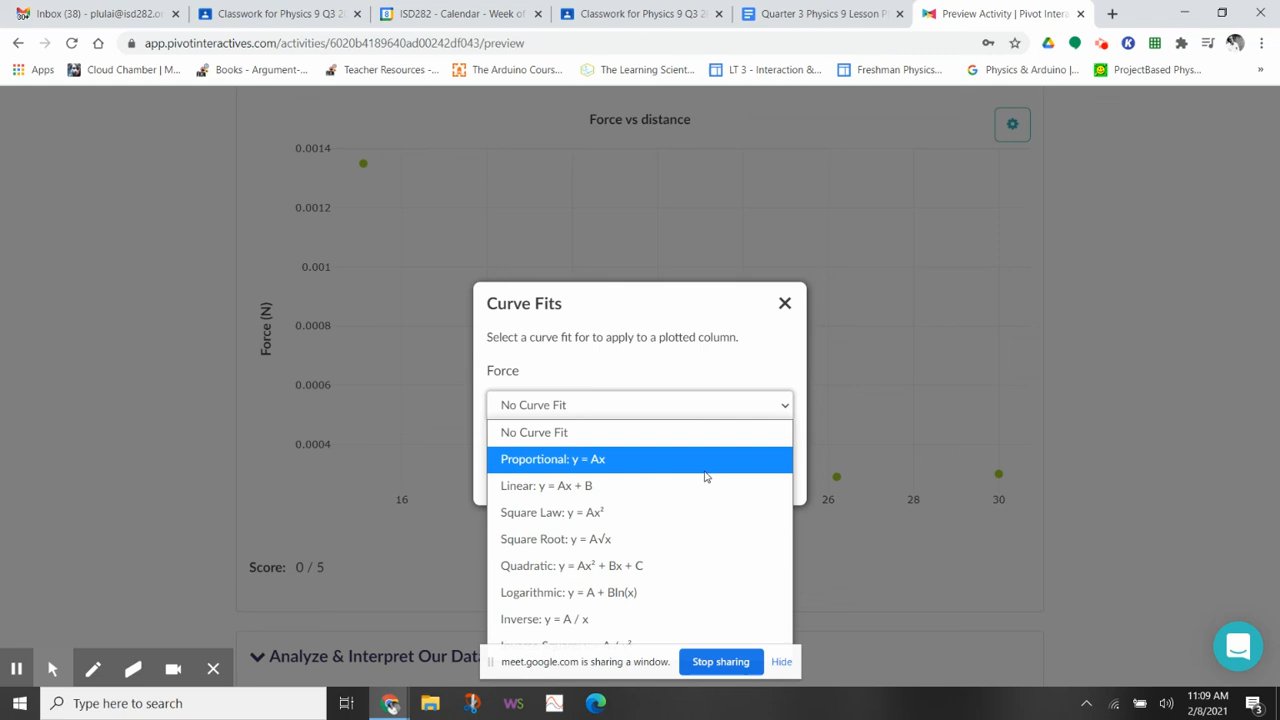 Inbox (38) - plulai@isd282.or
Classwork for Physics 9 Q3 2
ISD282 - Calendar - Week of
Classwork for Physics 9 Q3 2
Quarter 3 Physics 9 Lesson P
Preview Activity | Pivot Intera
app.pivotinteractives.com/activities/6020b4189640ad00242df043/preview
Apps
Cloud Chamber | M...
Books - Argument-...
Teacher Resources -...
The Arduino Cours...
The Learning Scient...
LT 3 - Interaction &...
Freshman Physics...
Physics & Arduino |...
ProjectBased Phys...
Force vs distance
0.0014
0.0012
0.001
0.0008
0.0006
0.0004
Force (N)
16
26
28
30
Curve Fits
Select a curve fit for to apply to a plotted column.
Force
No Curve Fit
No Curve Fit
Proportional: y = Ax
Linear: y = Ax + B
Square Law: y = Ax²
Square Root: y = A√x
Quadratic: y = Ax² + Bx + C
Logarithmic: y = A + Bln(x)
Inverse: y = A / x
Score: 0 / 5
Analyze & Interpret Our Dat
meet.google.com is sharing a window.
Stop sharing
Hide
Type here to search
WS
11:09 AM
2/8/2021
3